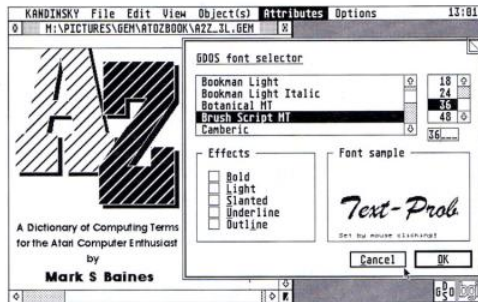 KANDINSKY File Edit View Object(s) Attributes Options 13:01
M:\PICTURES\GEM\ATOZBOOK\A2Z_3L.GEM
AZ
A Dictionary of Computing Terms
for the Atari Computer Enthusiast
by
Mark S Baines
GDOS font selector
Bookman Light
Bookman Light Italic
Botanical MT
Brush Script MT
Camberic
18
24
36
48
36___
Effects
Bold
Light
Slanted
Underline
Outline
Font sample
Text-Prob
Set by mouse clicking!
Cancel
OK